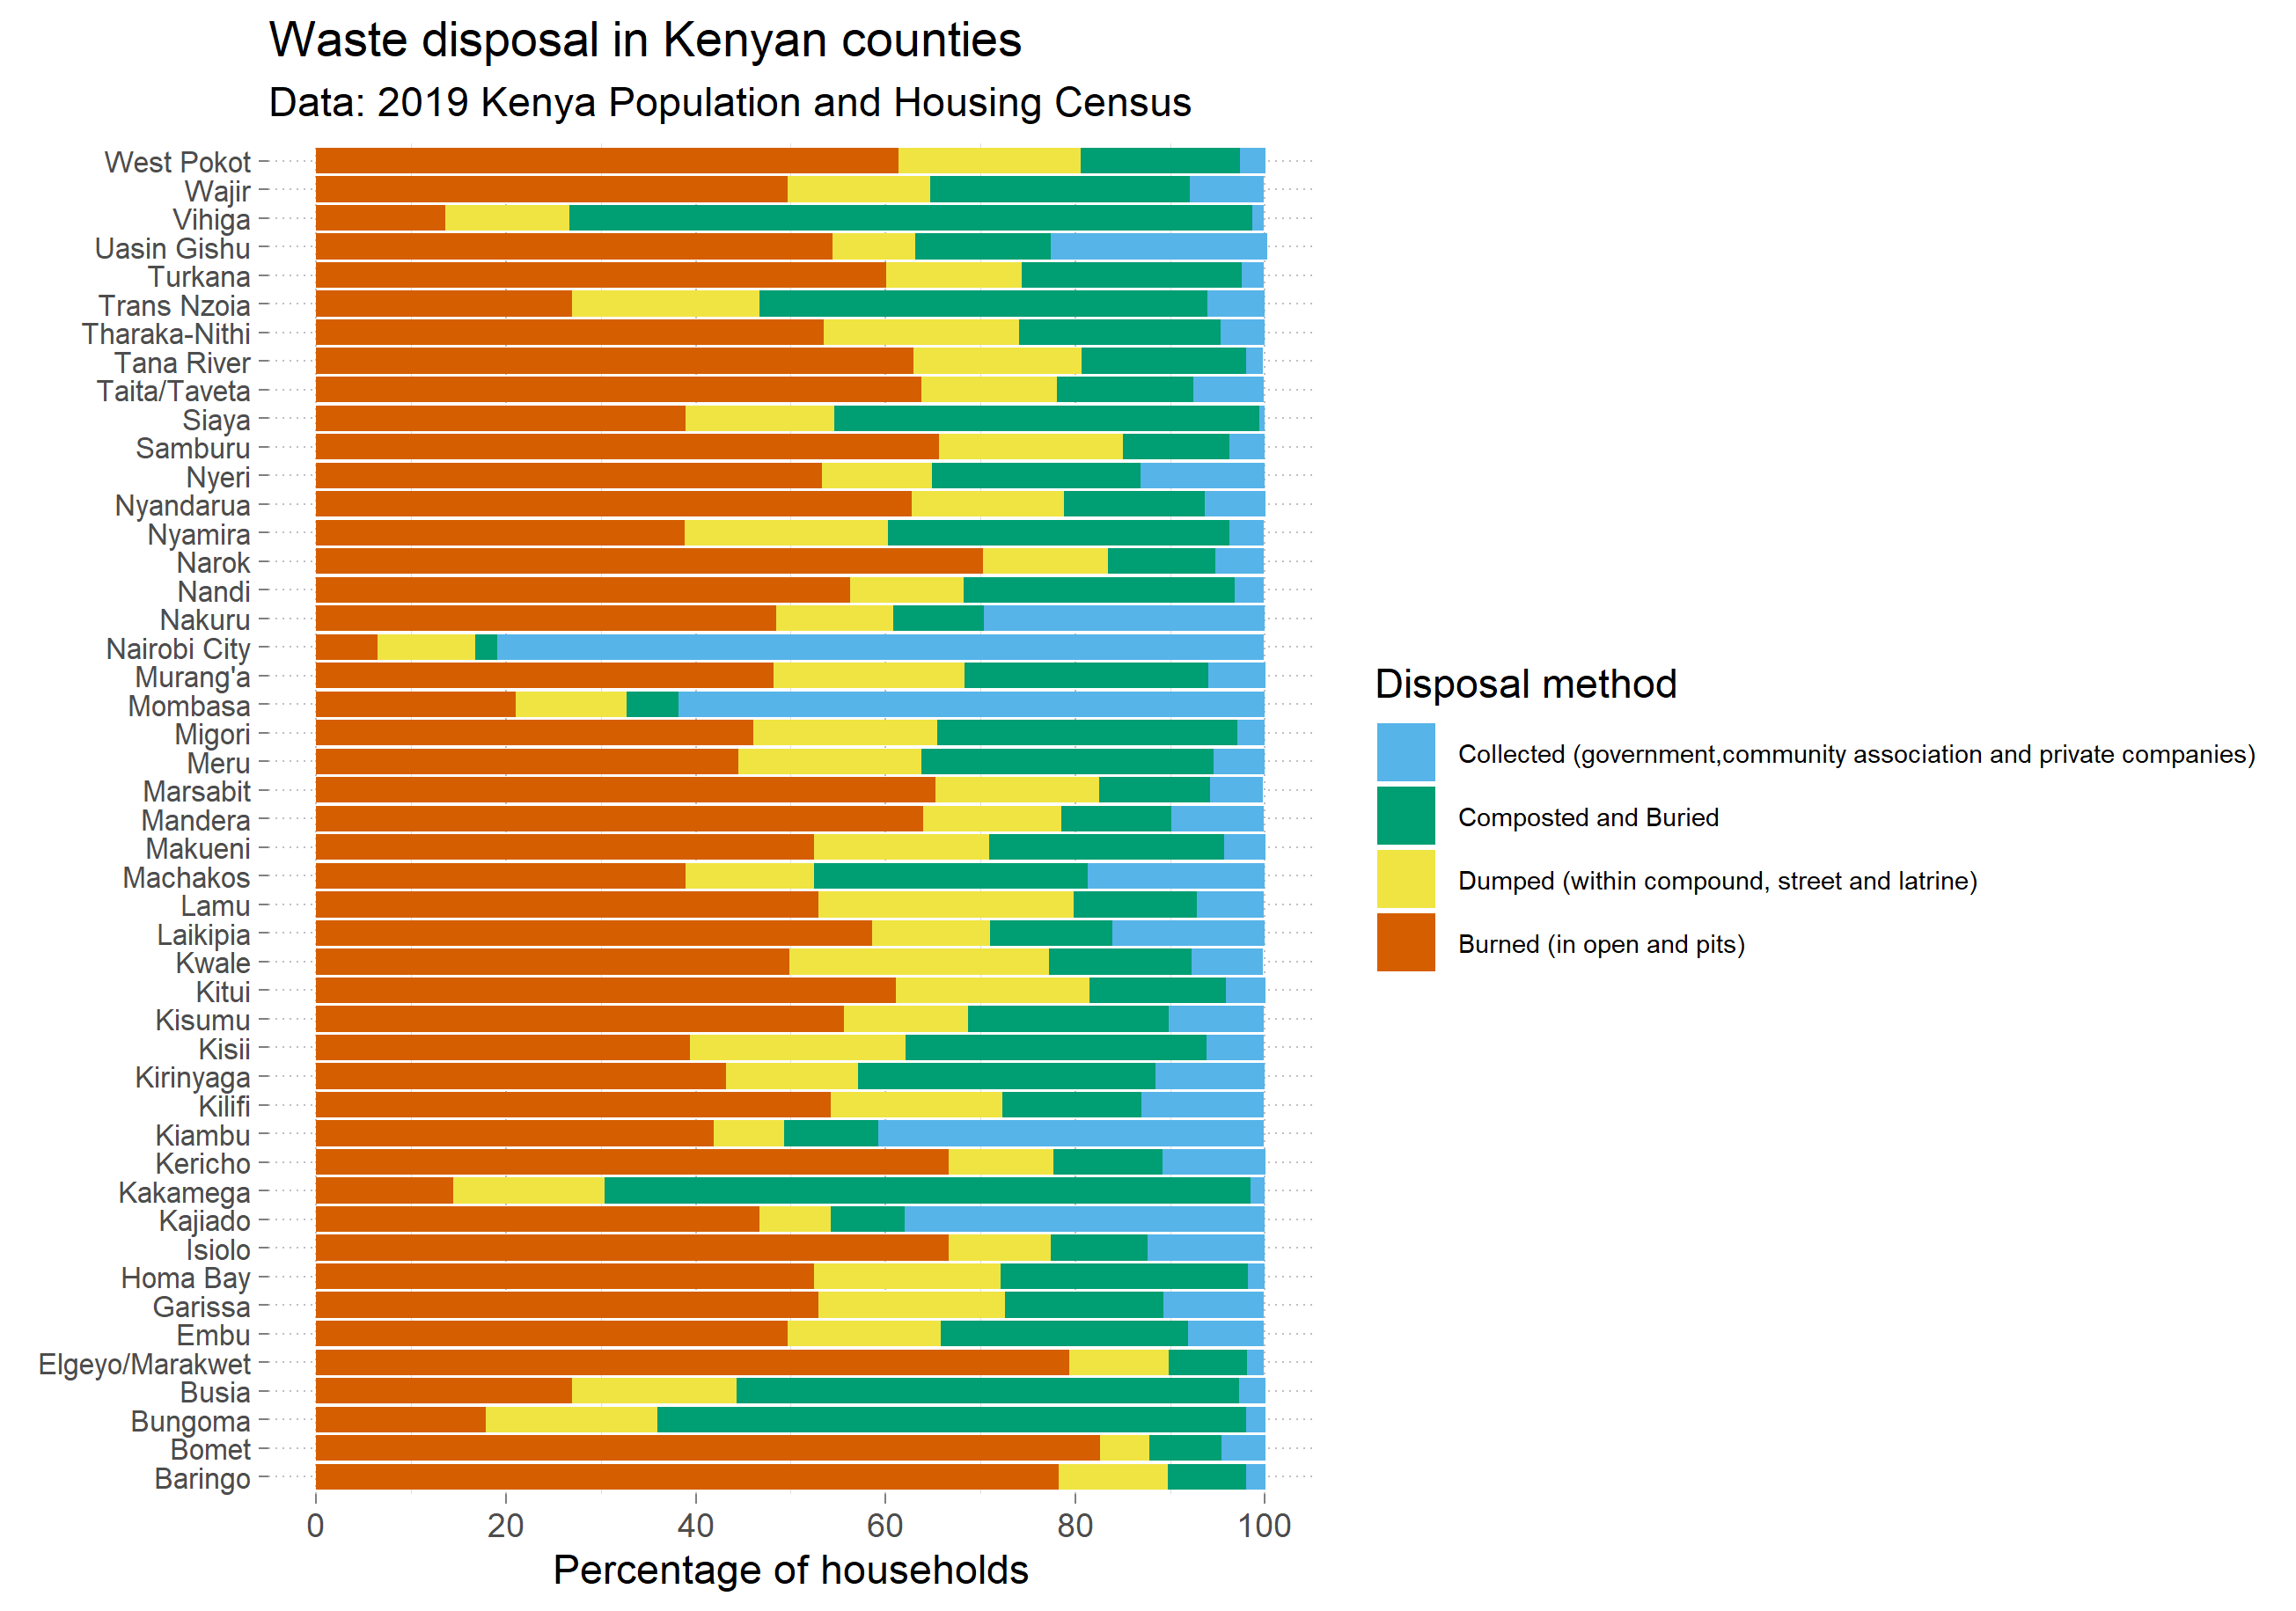 Waste disposal in Kenyan counties
Data: 2019 Kenya Population and Housing Census
West Pokot
Wajir
Vihiga
Uasin Gishu
Turkana
Trans Nzoia
Tharaka-Nithi
Tana River
Taita/Taveta
Siaya
Samburu
Nyeri
Nyandarua
Nyamira
Narok
Nandi
Nakuru
Nairobi City
Murang'a
Mombasa
Migori
Meru
Marsabit
Mandera
Makueni
Machakos
Lamu
Laikipia
Kwale
Kitui
Kisumu
Kisii
Kirinyaga
Kilifi
Kiambu
Kericho
Kakamega
Kajiado
Isiolo
Homa Bay
Garissa
Embu
Elgeyo/Marakwet
Busia
Bungoma
Bomet
Baringo
0 20 40 60 80 100
Percentage of households
Disposal method
Collected (government,community association and private companies)
Composted and Buried
Dumped (within compound, street and latrine)
Burned (in open and pits)